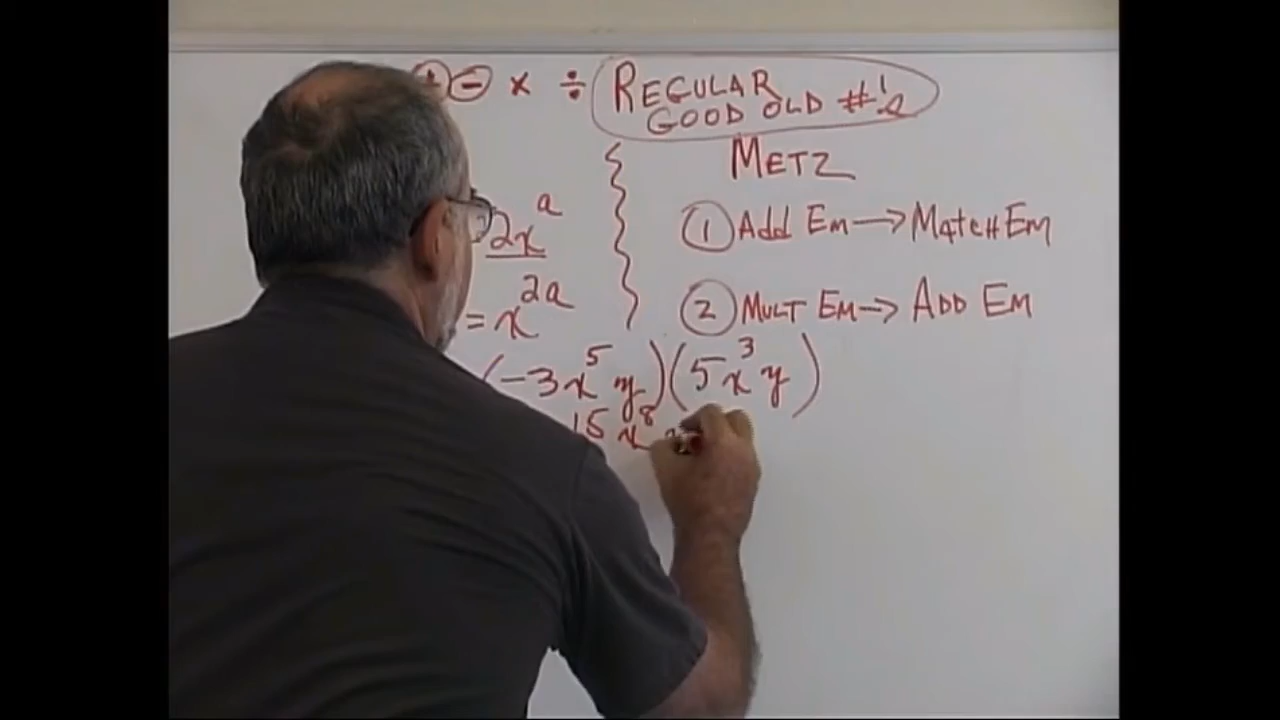 + - × ÷ REGULAR
GOOD OLD #'s
METZ
2x^a
① Add Em → Match Em
2a
= x
② MULT EM → ADD EM
(-3x^5 y)(5x^3 y)
15 x^8